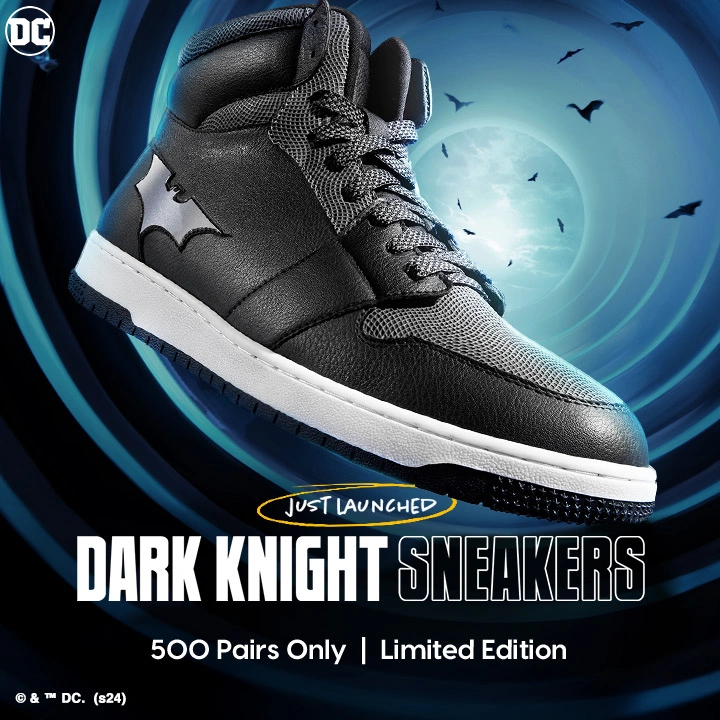 DC
JUST LAUNCHED
DARK KNIGHT SNEAKERS
500 Pairs Only | Limited Edition
© & ™ DC. (s24)